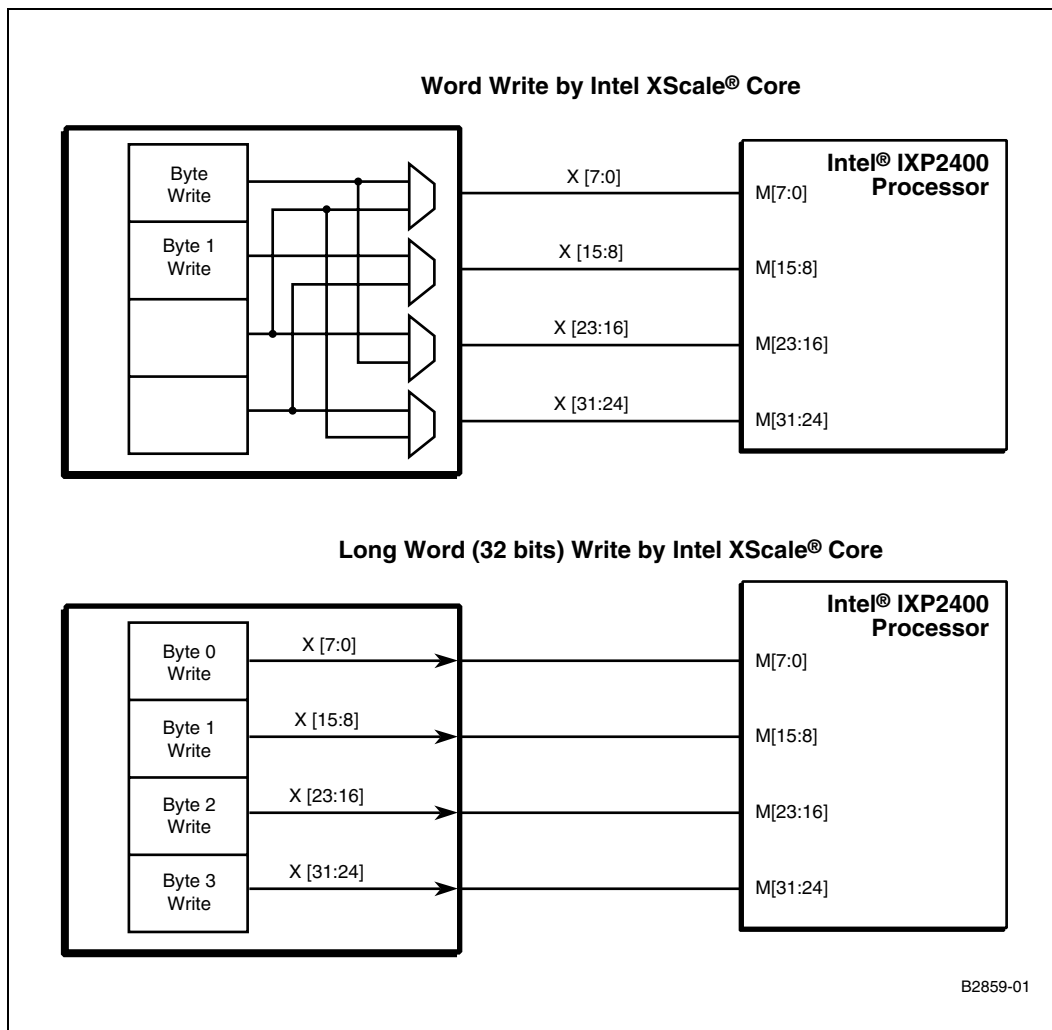 Word Write by Intel XScale® Core
Byte
Write
Byte 1
Write
X [7:0]
X [15:8]
X [23:16]
X [31:24]
Intel® IXP2400
Processor
M[7:0]
M[15:8]
M[23:16]
M[31:24]
Long Word (32 bits) Write by Intel XScale® Core
Byte 0
Write
Byte 1
Write
Byte 2
Write
Byte 3
Write
X [7:0]
X [15:8]
X [23:16]
X [31:24]
Intel® IXP2400
Processor
M[7:0]
M[15:8]
M[23:16]
M[31:24]
B2859-01